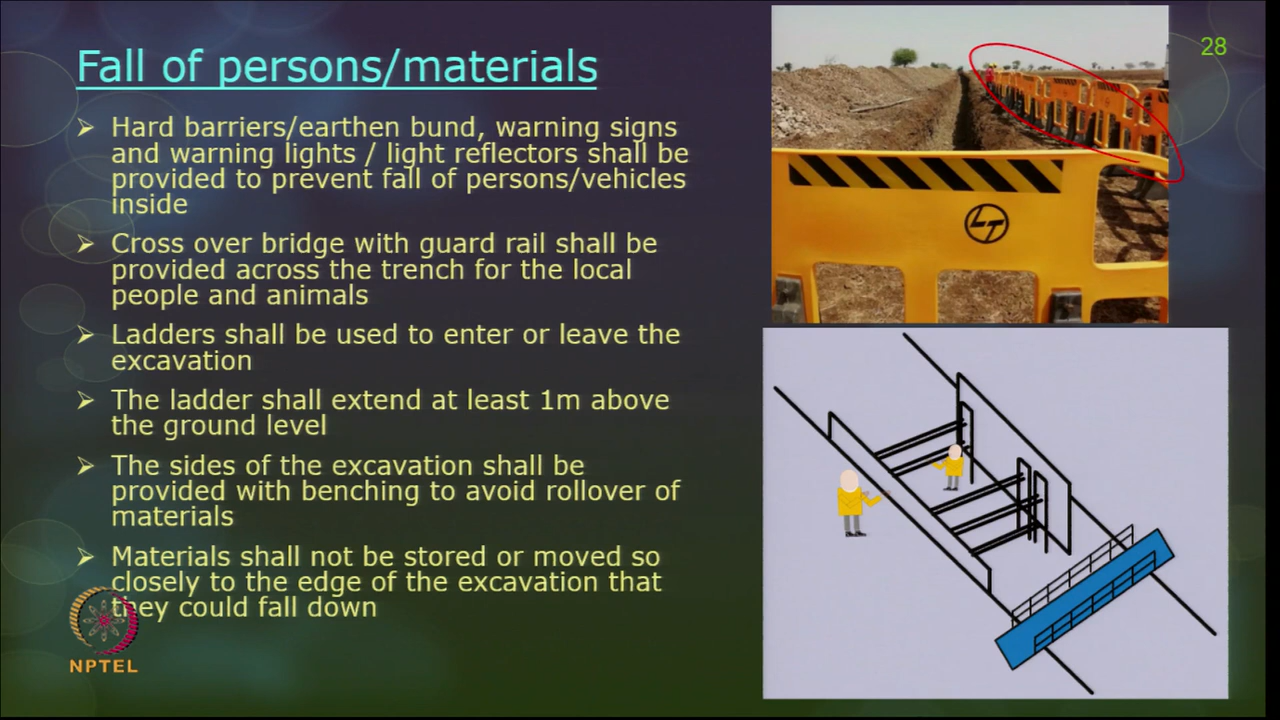 Fall of persons/materials
28
➢ Hard barriers/earthen bund, warning signs
and warning lights / light reflectors shall be
provided to prevent fall of persons/vehicles
inside
➢ Cross over bridge with guard rail shall be
provided across the trench for the local
people and animals
➢ Ladders shall be used to enter or leave the
excavation
➢ The ladder shall extend at least 1m above
the ground level
➢ The sides of the excavation shall be
provided with benching to avoid rollover of
materials
➢ Materials shall not be stored or moved so
closely to the edge of the excavation that
they could fall down
NPTEL
LT